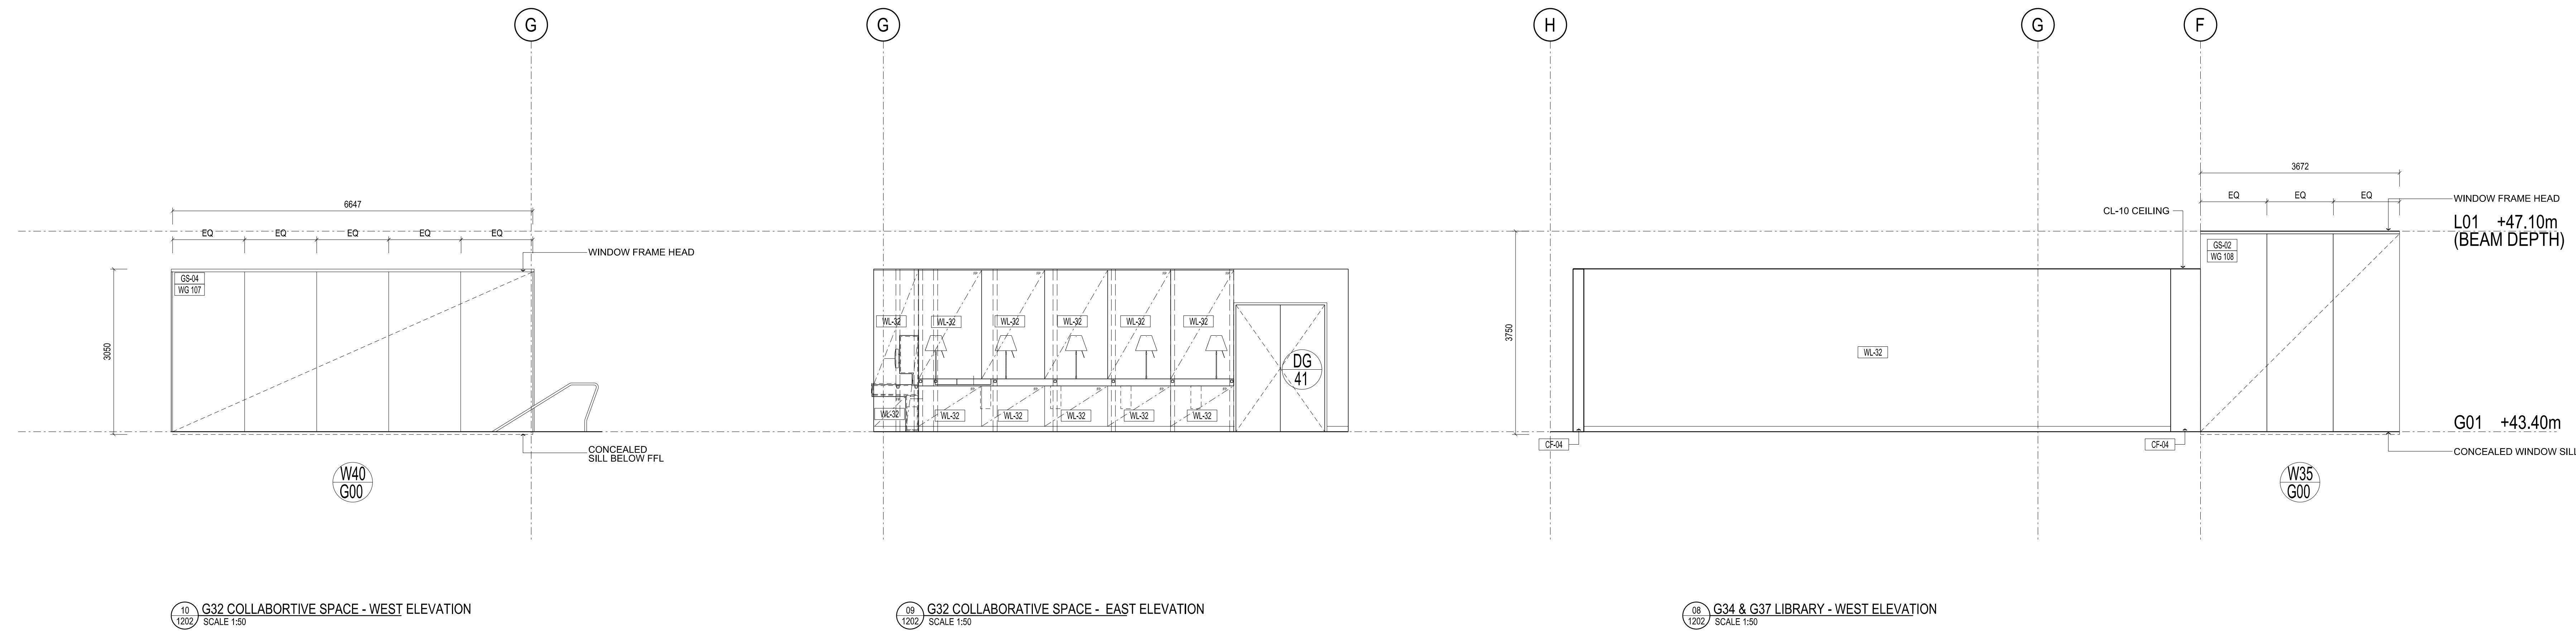 G
G
H
G
F
6647
EQ
EQ
EQ
EQ
EQ
WINDOW FRAME HEAD
GS-04
WG 107
3050
CONCEALED
SILL BELOW FFL
W40
G00
10
1202
G32 COLLABORTIVE SPACE - WEST ELEVATION
SCALE 1:50
WL-32
WL-32
WL-32
WL-32
WL-32
WL-32
DG
41
WL-32
WL-32
WL-32
WL-32
WL-32
WL-32
09
1202
G32 COLLABORATIVE SPACE - EAST ELEVATION
SCALE 1:50
3750
CL-10 CEILING
WL-32
CF-04
CF-04
3672
EQ
EQ
EQ
WINDOW FRAME HEAD
L01 +47.10m
(BEAM DEPTH)
GS-02
WG 108
G01 +43.40m
CONCEALED WINDOW SILL
W35
G00
08
1202
G34 & G37 LIBRARY - WEST ELEVATION
SCALE 1:50